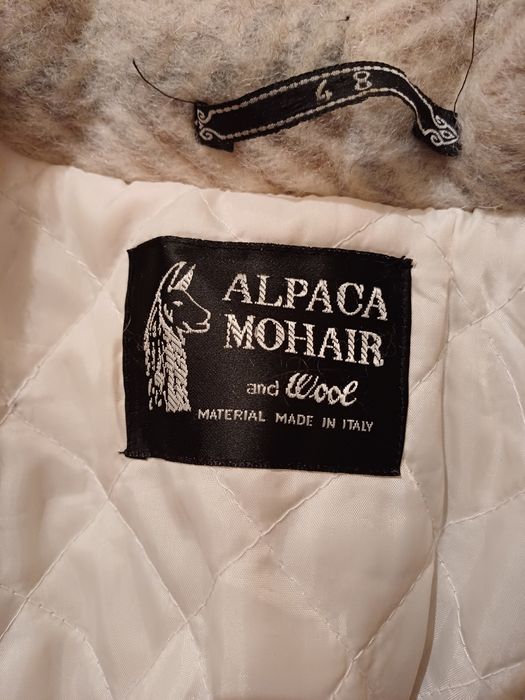 48
ALPACA
MOHAIR
and Wool
MATERIAL MADE IN ITALY